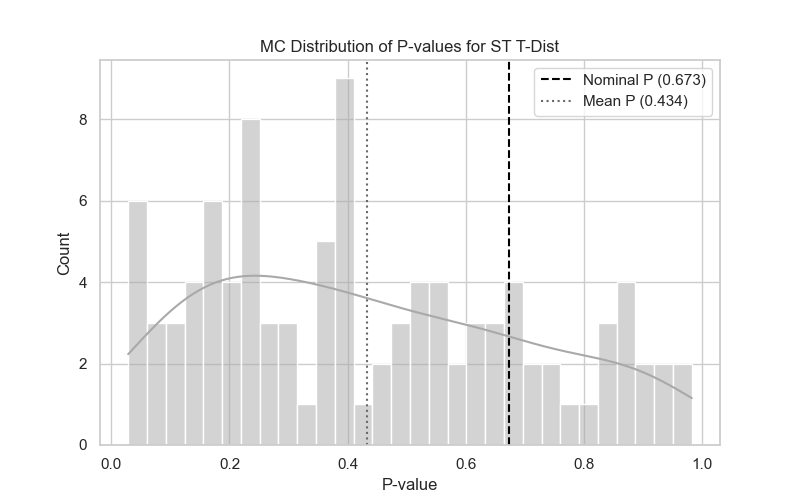 MC Distribution of P-values for ST T-Dist
Nominal P (0.673)
Mean P (0.434)
Count
8
6
4
2
0
0.0 0.2 0.4 0.6 0.8 1.0
P-value